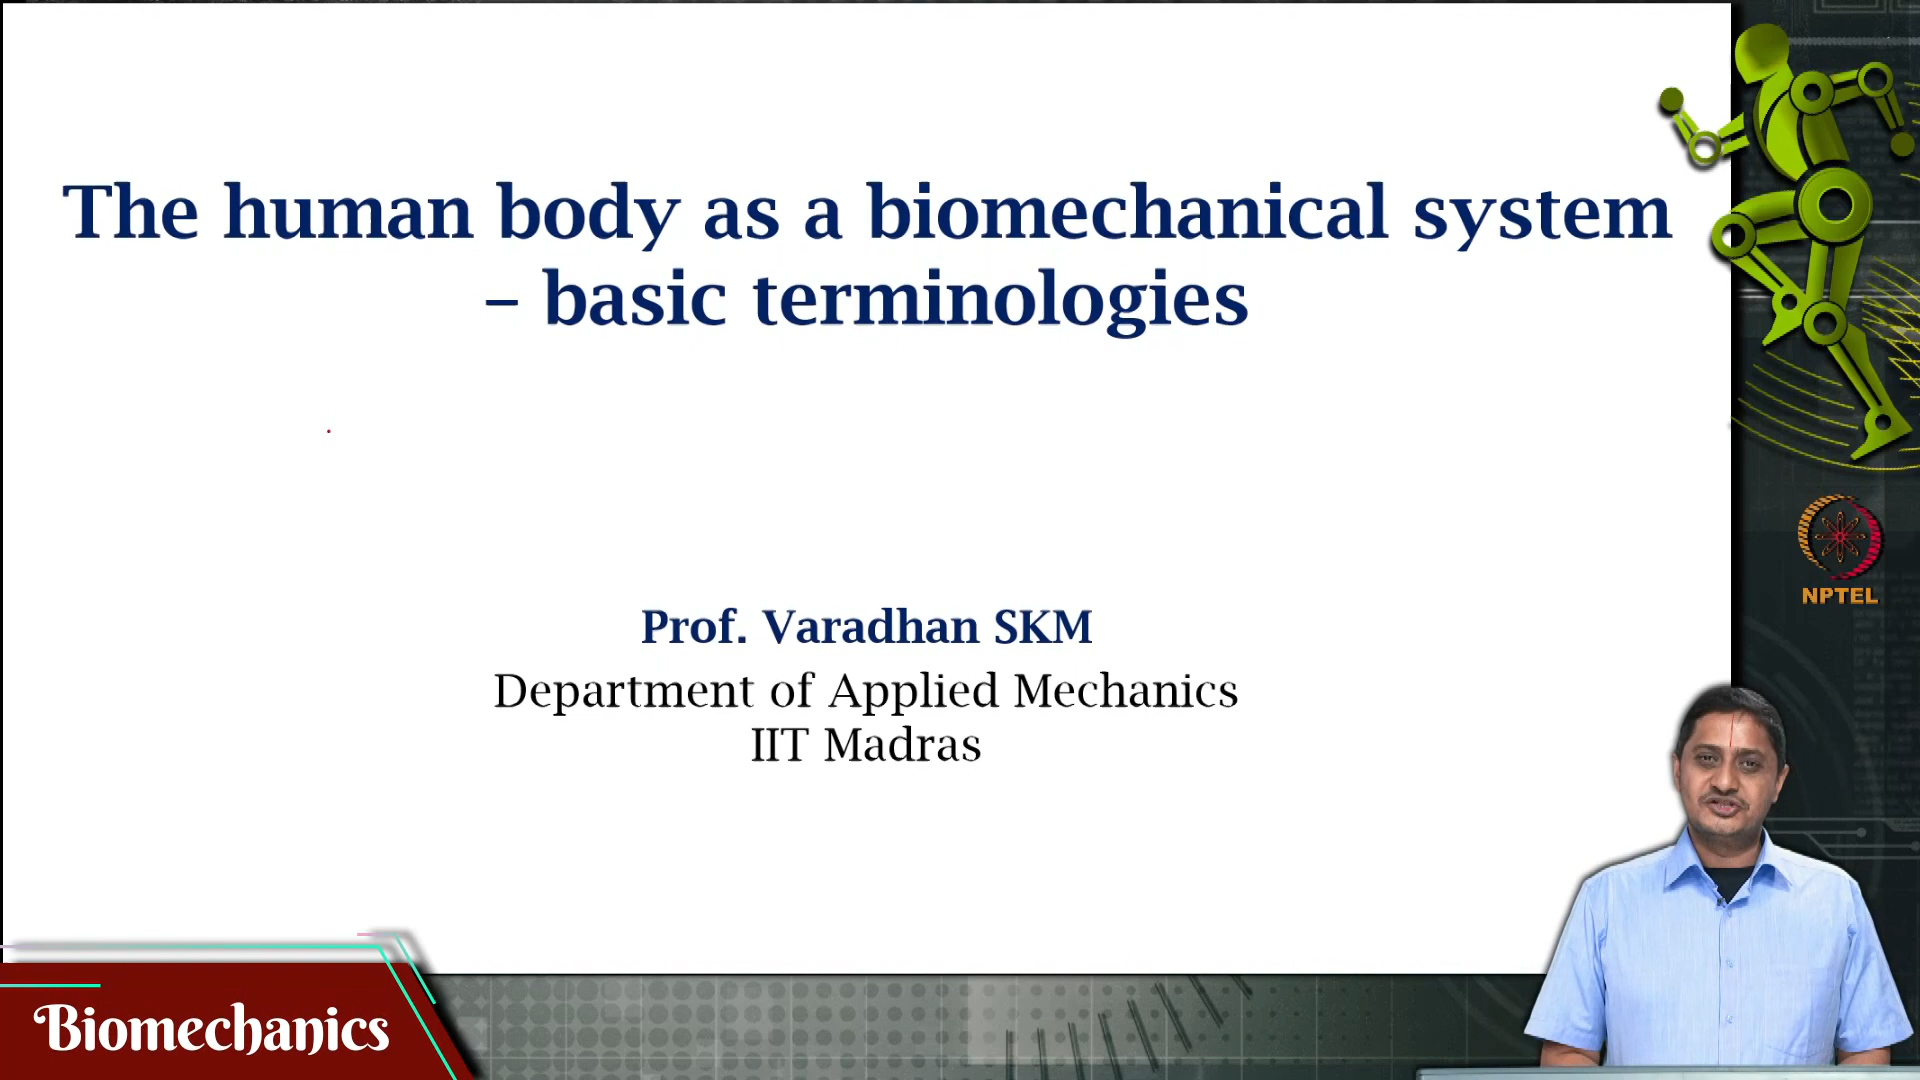 The human body as a biomechanical system
– basic terminologies
Prof. Varadhan SKM
Department of Applied Mechanics
IIT Madras
NPTEL
Biomechanics